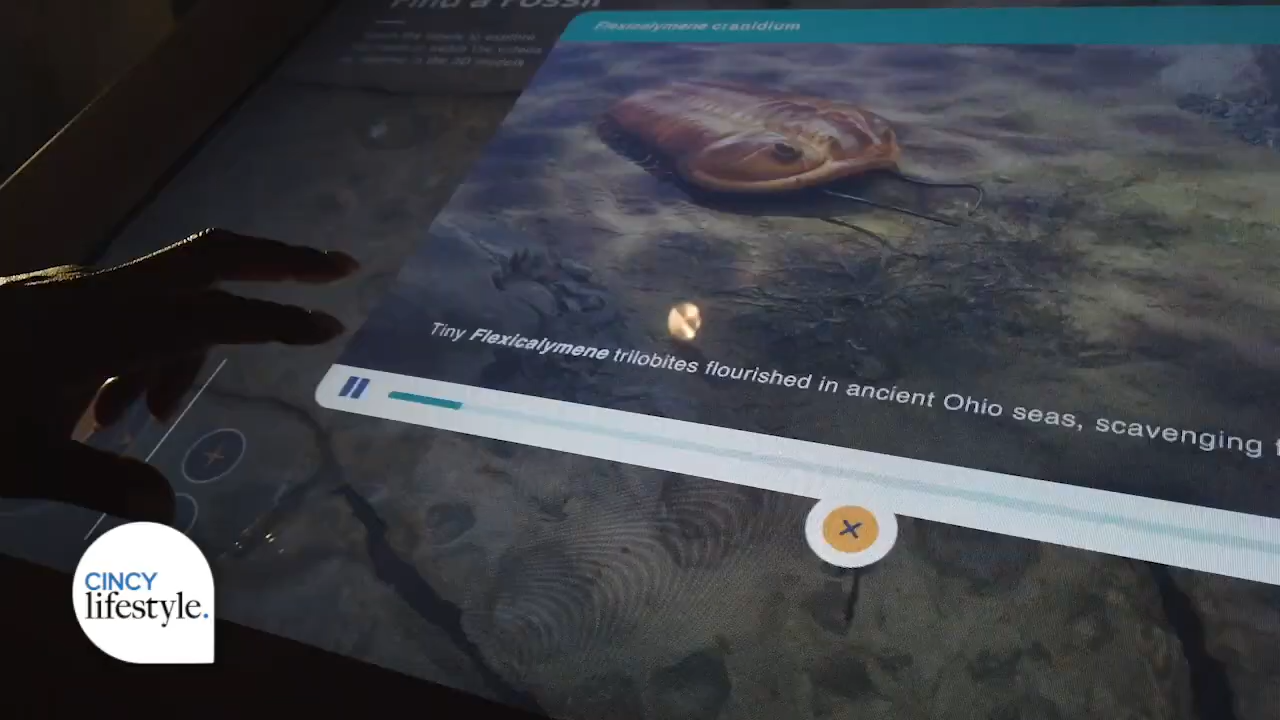 Find a Fossil
Flexicalymene cranidium
Tiny Flexicalymene trilobites flourished in ancient Ohio seas, scavenging
CINCY
lifestyle.